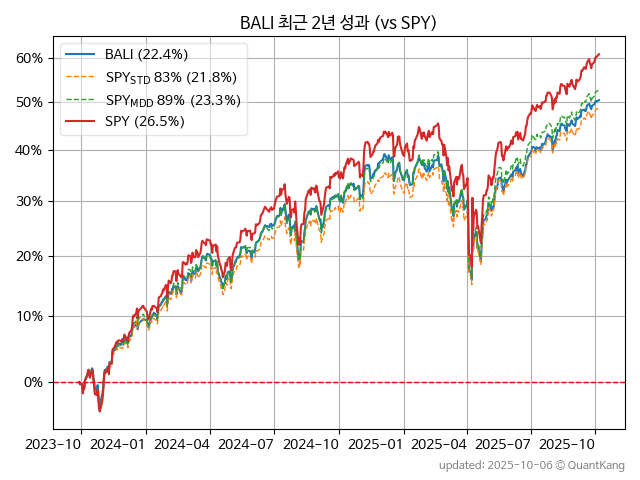 BALI 최근 2년 성과 (vs SPY)
BALI (22.4%)
SPY_STD 83% (21.8%)
SPY_MDD 89% (23.3%)
SPY (26.5%)
60%
50%
40%
30%
20%
10%
0%
2023-10 2024-01 2024-04 2024-07 2024-10 2025-01 2025-04 2025-07 2025-10
updated: 2025-10-06 © QuantKang